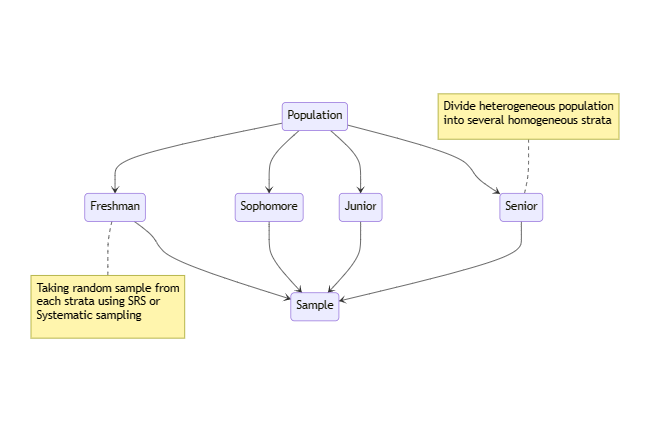 Divide heterogeneous population
into several homogeneous strata
Population
Freshman
Sophomore
Junior
Senior
Taking random sample from
each strata using SRS or
Systematic sampling
Sample